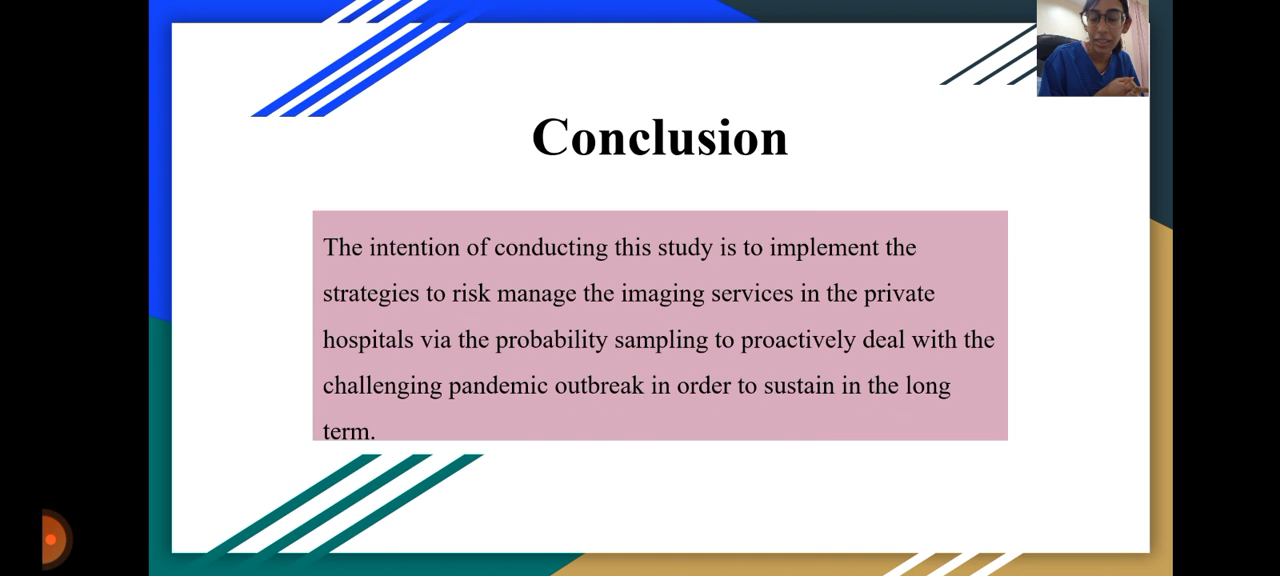 Conclusion
The intention of conducting this study is to implement the
strategies to risk manage the imaging services in the private
hospitals via the probability sampling to proactively deal with the
challenging pandemic outbreak in order to sustain in the long
term.